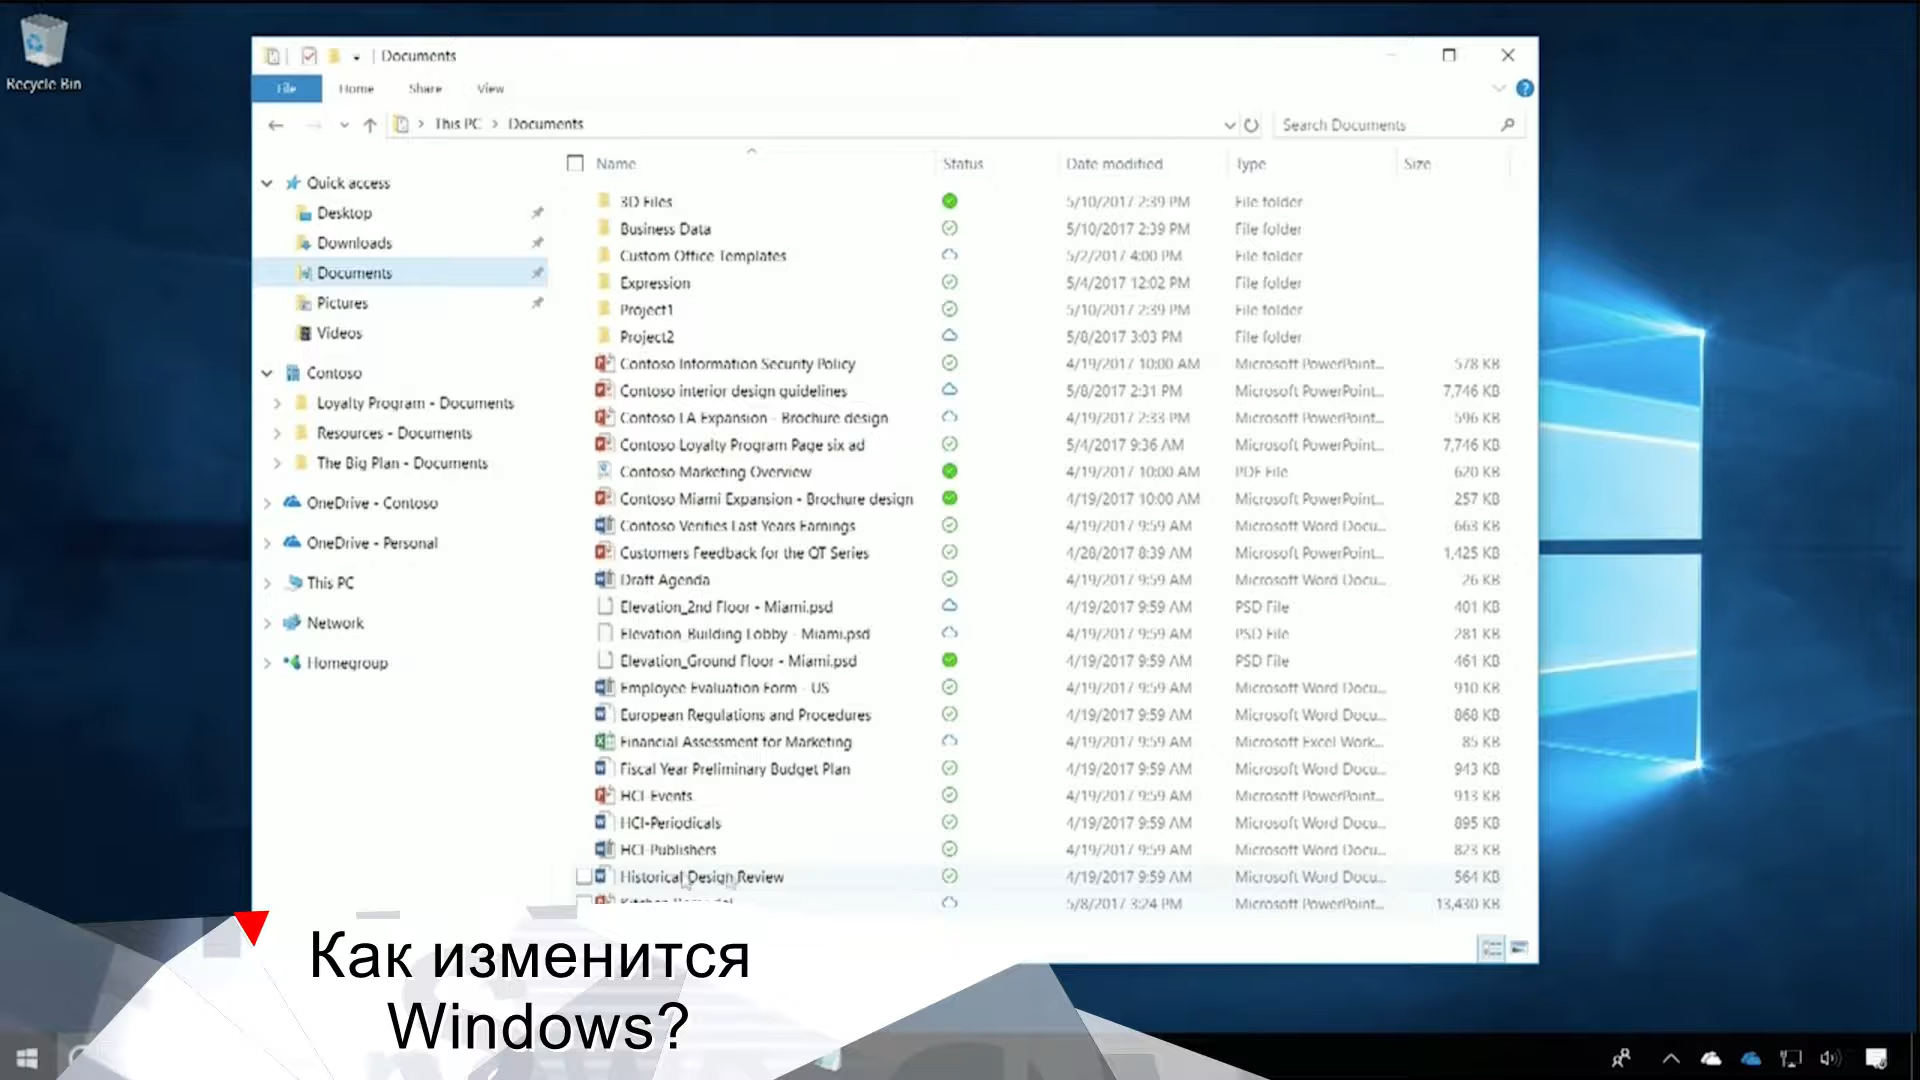 Recycle Bin
Documents
File Home Share View
This PC > Documents
Search Documents
Name Status Date modified Type Size
Quick access
Desktop
Downloads
Documents
Pictures
Videos
Contoso
Loyalty Program - Documents
Resources - Documents
The Big Plan - Documents
OneDrive - Contoso
OneDrive - Personal
This PC
Network
Homegroup
3D Files 5/10/2017 2:39 PM File folder
Business Data 5/10/2017 2:39 PM File folder
Custom Office Templates 5/2/2017 4:00 PM File folder
Expression 5/4/2017 12:02 PM File folder
Project1 5/10/2017 2:39 PM File folder
Project2 5/8/2017 3:03 PM File folder
Contoso Information Security Policy 4/19/2017 10:00 AM Microsoft PowerPoint... 578 KB
Contoso interior design guidelines 5/8/2017 2:31 PM Microsoft PowerPoint... 7,746 KB
Contoso LA Expansion - Brochure design 4/19/2017 2:33 PM Microsoft PowerPoint... 596 KB
Contoso Loyalty Program Page six ad 5/4/2017 9:36 AM Microsoft PowerPoint... 7,746 KB
Contoso Marketing Overview 4/19/2017 10:00 AM PDF File 620 KB
Contoso Miami Expansion - Brochure design 4/19/2017 10:00 AM Microsoft PowerPoint... 257 KB
Contoso Verifies Last Years Earnings 4/19/2017 9:59 AM Microsoft Word Docu... 663 KB
Customers Feedback for the QT Series 4/28/2017 8:39 AM Microsoft PowerPoint... 1,425 KB
Draft Agenda 4/19/2017 9:59 AM Microsoft Word Docu... 26 KB
Elevation_2nd Floor - Miami.psd 4/19/2017 9:59 AM PSD File 401 KB
Elevation_Building Lobby - Miami.psd 4/19/2017 9:59 AM PSD File 281 KB
Elevation_Ground Floor - Miami.psd 4/19/2017 9:59 AM PSD File 461 KB
Employee Evaluation Form - US 4/19/2017 9:59 AM Microsoft Word Docu... 910 KB
European Regulations and Procedures 4/19/2017 9:59 AM Microsoft Word Docu... 868 KB
Financial Assessment for Marketing 4/19/2017 9:59 AM Microsoft Excel Work... 85 KB
Fiscal Year Preliminary Budget Plan 4/19/2017 9:59 AM Microsoft Word Docu... 943 KB
HCI-Events 4/19/2017 9:59 AM Microsoft PowerPoint... 913 KB
HCI-Periodicals 4/19/2017 9:59 AM Microsoft Word Docu... 895 KB
HCI-Publishers 4/19/2017 9:59 AM Microsoft Word Docu... 823 KB
Historical Design Review 4/19/2017 9:59 AM Microsoft Word Docu... 564 KB
5/8/2017 3:24 PM Microsoft PowerPoint... 13,430 KB
Как изменится
Windows?